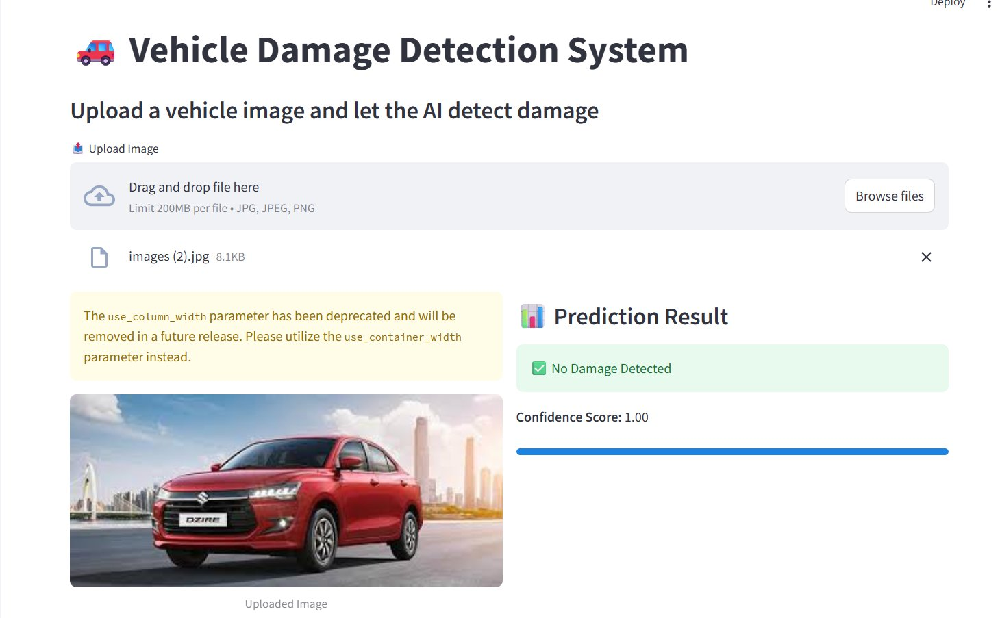 Deploy
Vehicle Damage Detection System
Upload a vehicle image and let the AI detect damage
Upload Image
Drag and drop file here
Limit 200MB per file • JPG, JPEG, PNG
Browse files
images (2).jpg 8.1KB
The use_column_width parameter has been deprecated and will be
removed in a future release. Please utilize the use_container_width
parameter instead.
DZIRE
Uploaded Image
Prediction Result
No Damage Detected
Confidence Score: 1.00